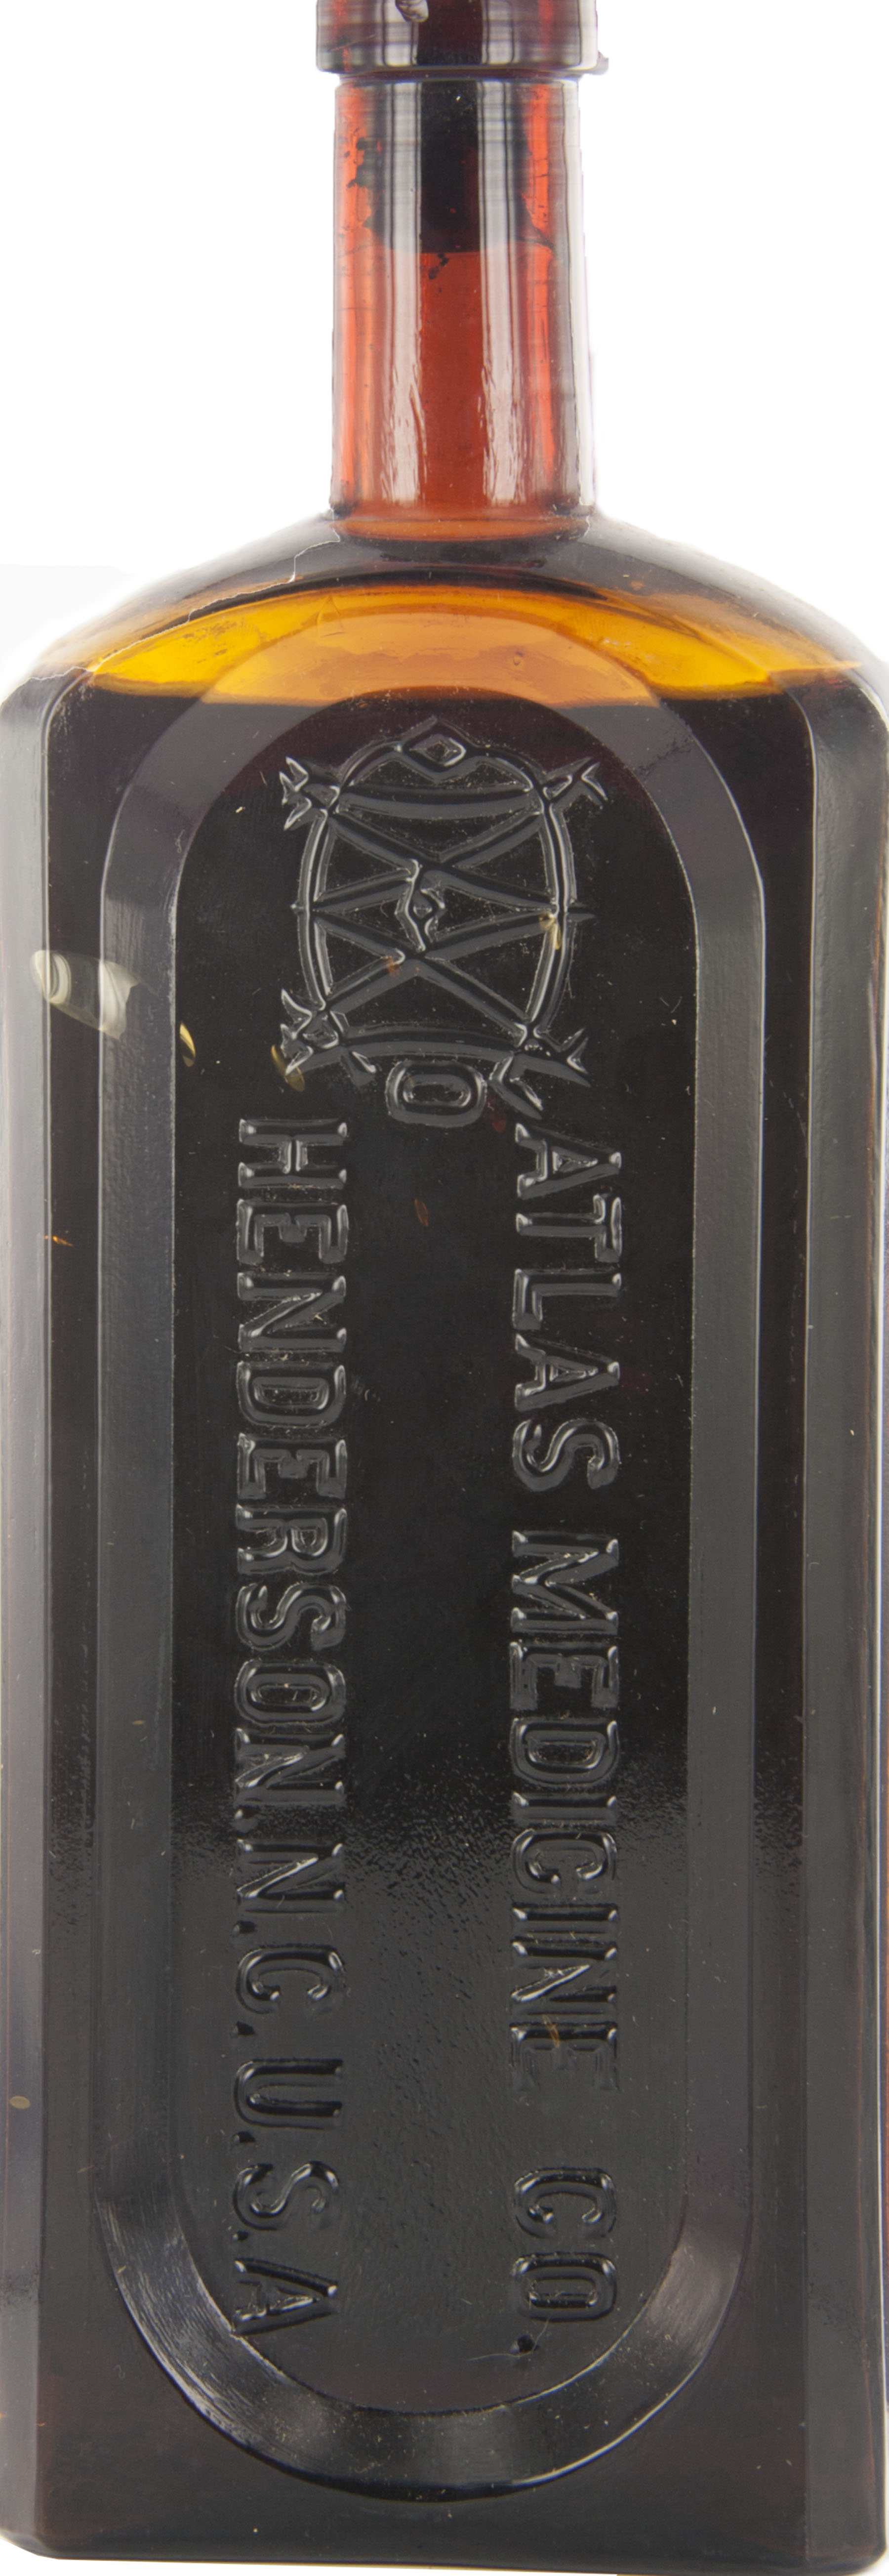 ATLAS MEDICINE CO.
HENDERSON, N.C. U.S.A